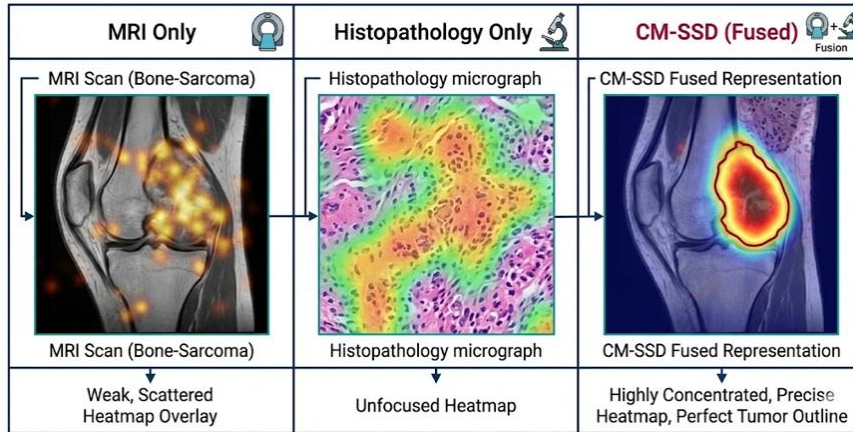 MRI Only
Histopathology Only
CM-SSD (Fused)
Fusion
MRI Scan (Bone-Sarcoma)
Histopathology micrograph
CM-SSD Fused Representation
MRI Scan (Bone-Sarcoma)
Histopathology micrograph
CM-SSD Fused Representation
Weak, Scattered
Heatmap Overlay
Unfocused Heatmap
Highly Concentrated, Precise
Heatmap, Perfect Tumor Outline